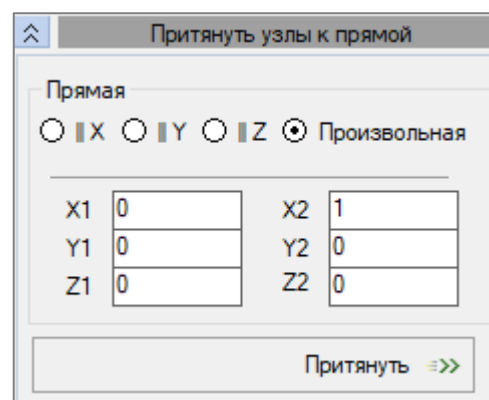 Притянуть узлы к прямой
Прямая
|| X || Y || Z Произвольная
X1 0 X2 1
Y1 0 Y2 0
Z1 0 Z2 0
Притянуть